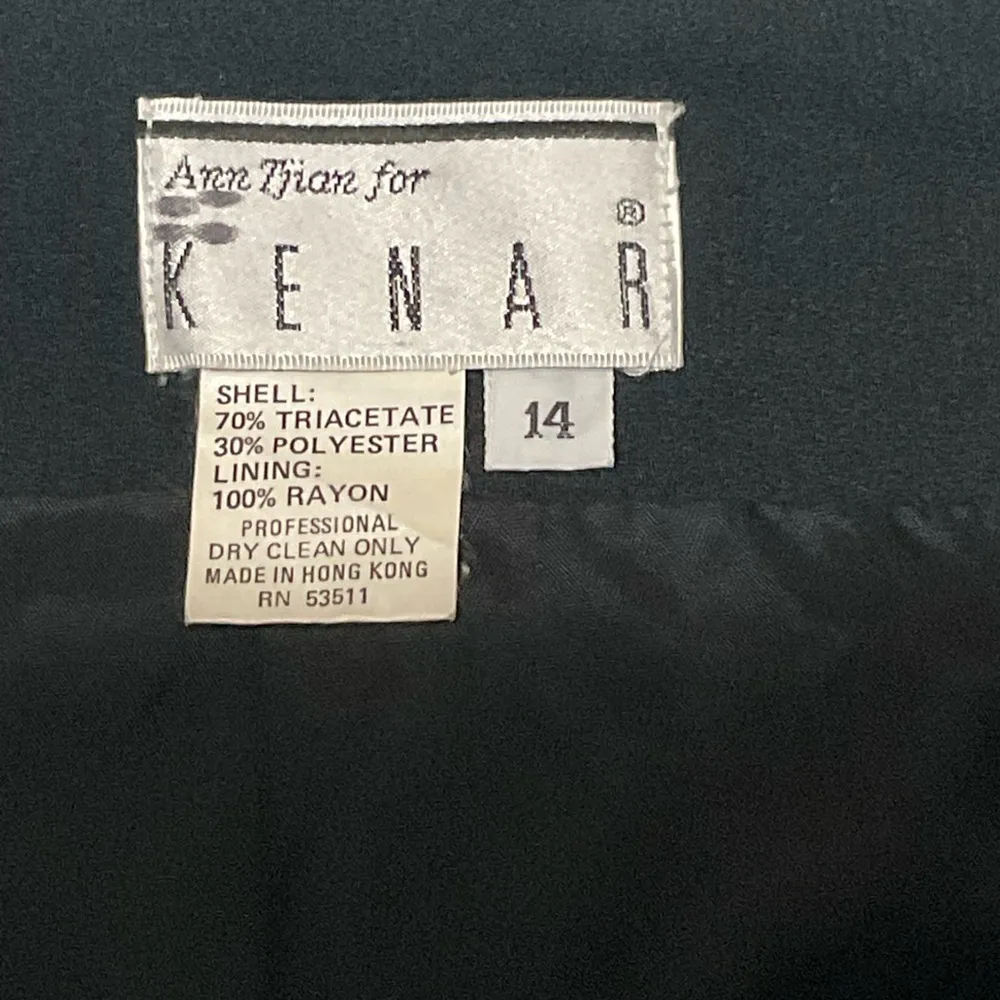 Ann Tjian for
KENAR®
SHELL:
70% TRIACETATE
30% POLYESTER
LINING:
100% RAYON
PROFESSIONAL
DRY CLEAN ONLY
MADE IN HONG KONG
RN 53511
14